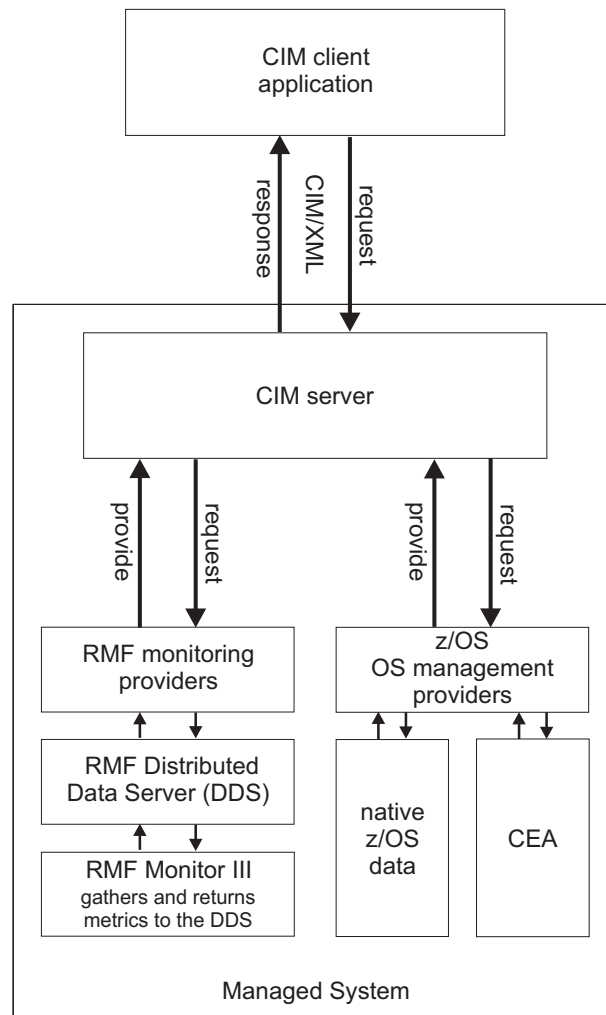 CIM client
application
response
CIM/XML
request
CIM server
provide
request
provide
request
RMF monitoring
providers
z/OS
OS management
providers
RMF Distributed
Data Server (DDS)
native
z/OS
data
CEA
RMF Monitor III
gathers and returns
metrics to the DDS
Managed System